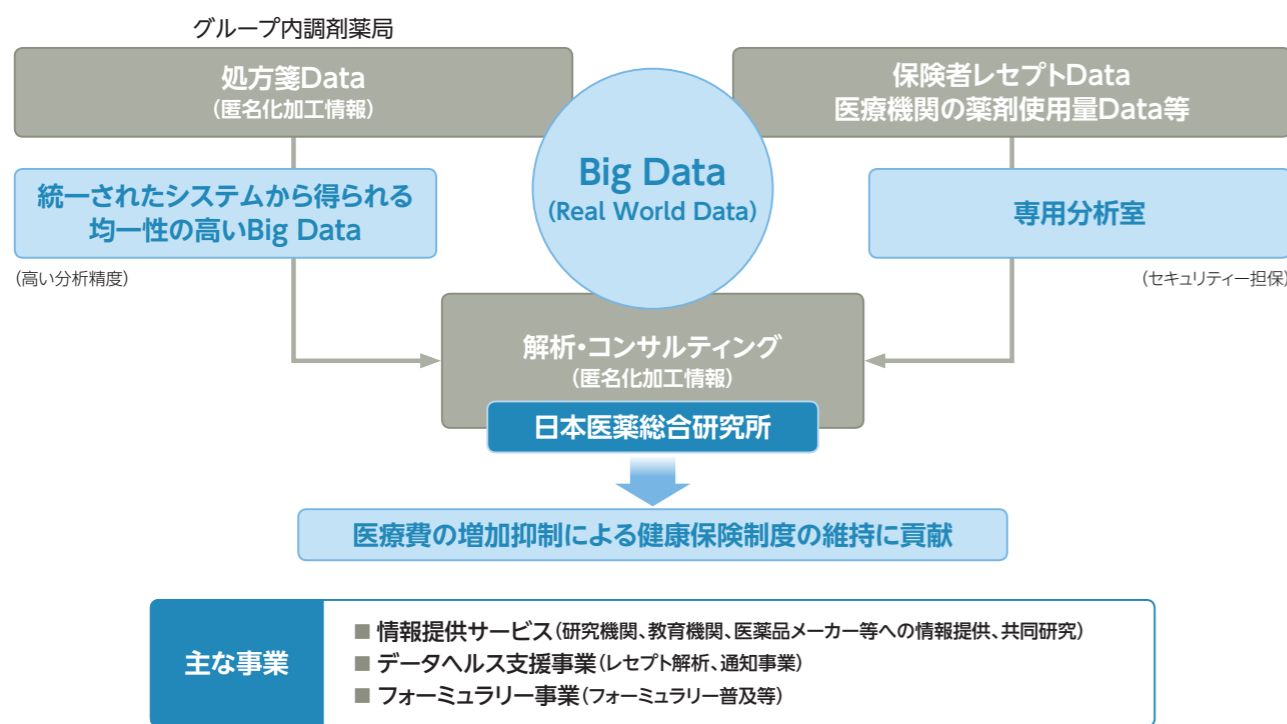 グループ内調剤薬局
処方箋Data
(匿名化加工情報)
保険者レセプトData
医療機関の薬剤使用量Data等
Big Data
(Real World Data)
統一されたシステムから得られる
均一性の高いBig Data
(高い分析精度)
専用分析室
(セキュリティー担保)
解析・コンサルティング
(匿名化加工情報)
日本医薬総合研究所
医療費の増加抑制による健康保険制度の維持に貢献
主な事業
■ 情報提供サービス(研究機関、教育機関、医薬品メーカー等への情報提供、共同研究)
■ データヘルス支援事業(レセプト解析、通知事業)
■ フォーミュラリー事業(フォーミュラリー普及等)